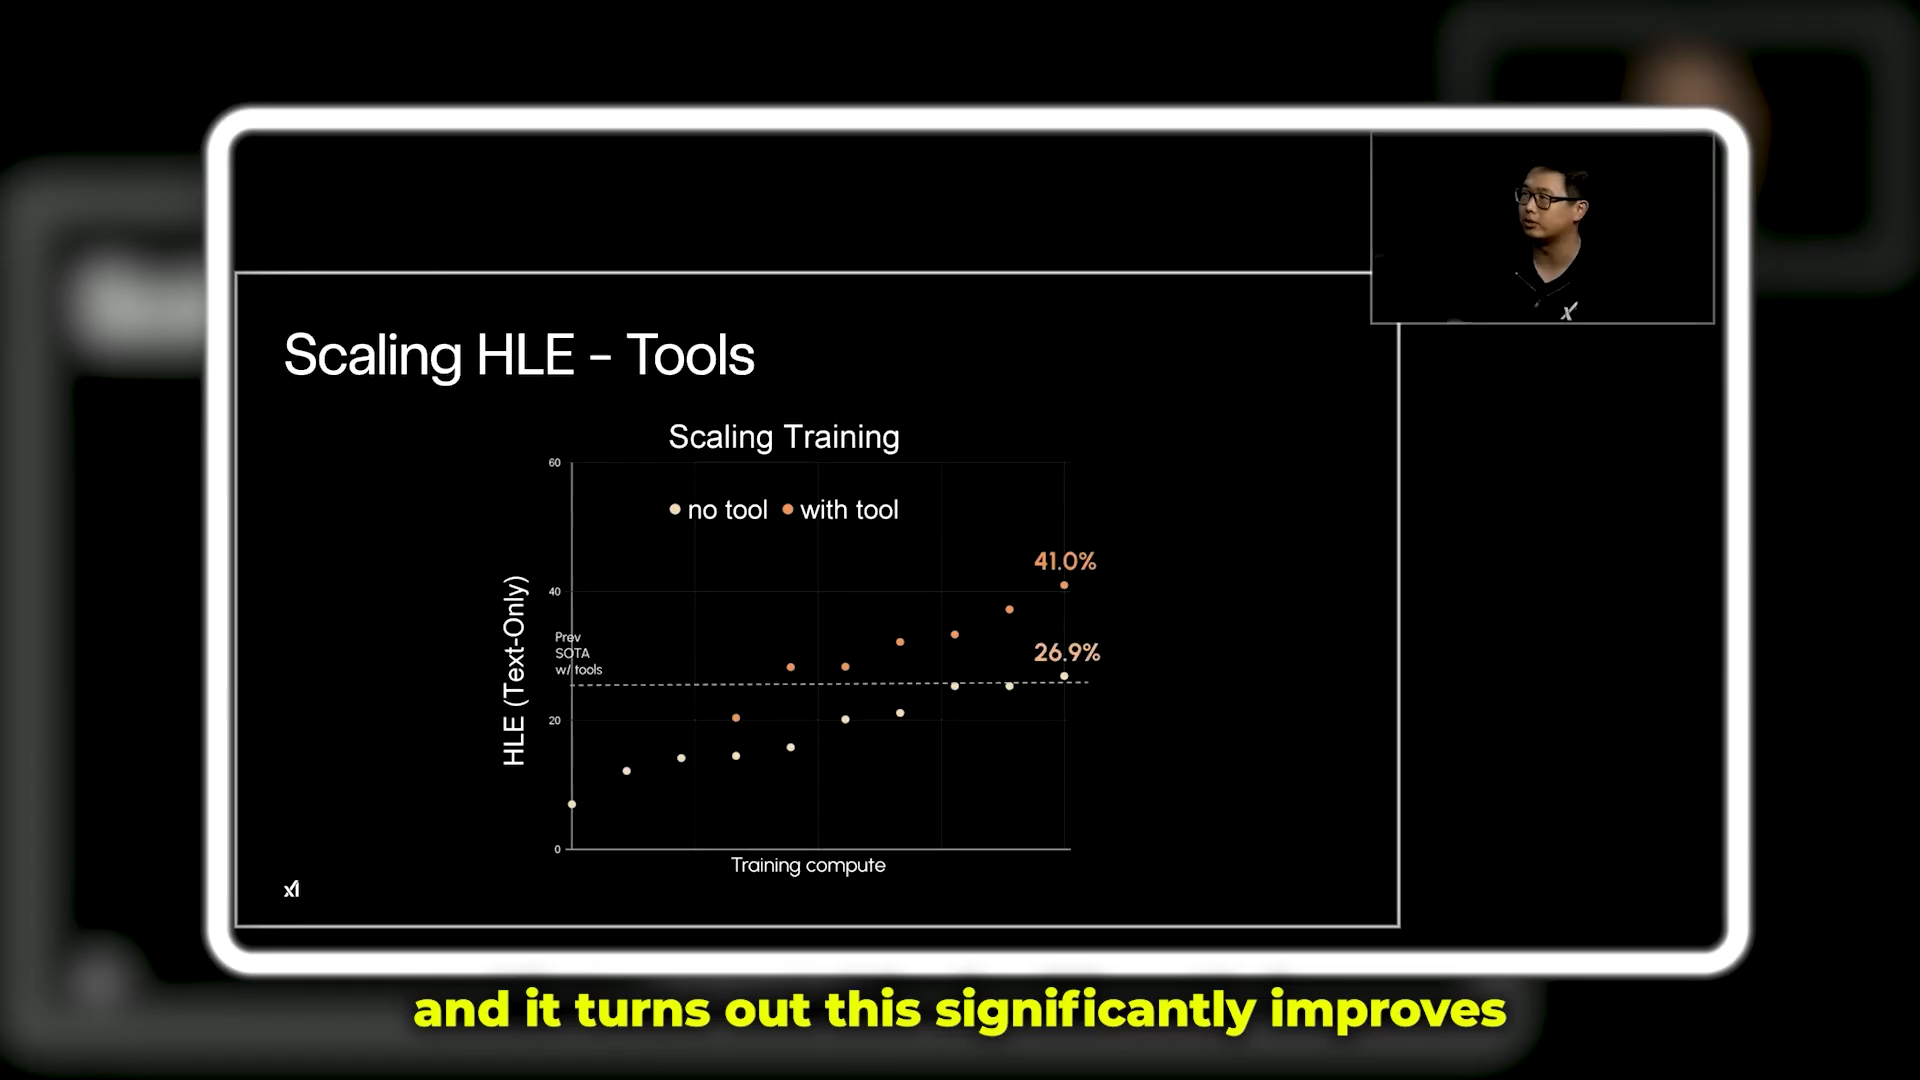 Scaling HLE – Tools
Scaling Training
60
no tool with tool
41.0%
40
Prev
SOTA
w/ tools
26.9%
HLE (Text-Only)
20
0
Training compute
xI
and it turns out this significantly improves